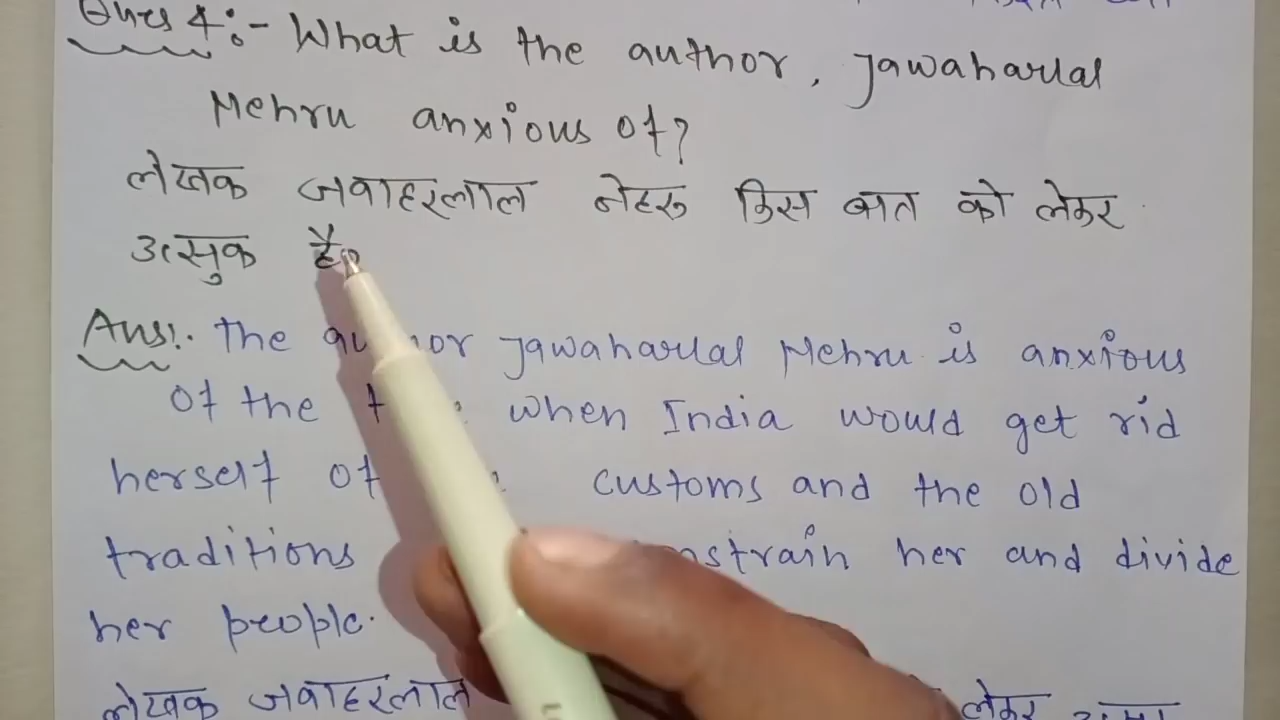 Ques 4:- What is the author, Jawaharlal
Nehru anxious of?
लेखक जवाहरलाल नेहरू किस बात को लेकर
उत्सुक है
Ans:. The author Jawaharlal Nehru is anxious
of the when India would get rid
herself of customs and the old
traditions her and divide
her people.
लेखक जवाहरलाल लेकर